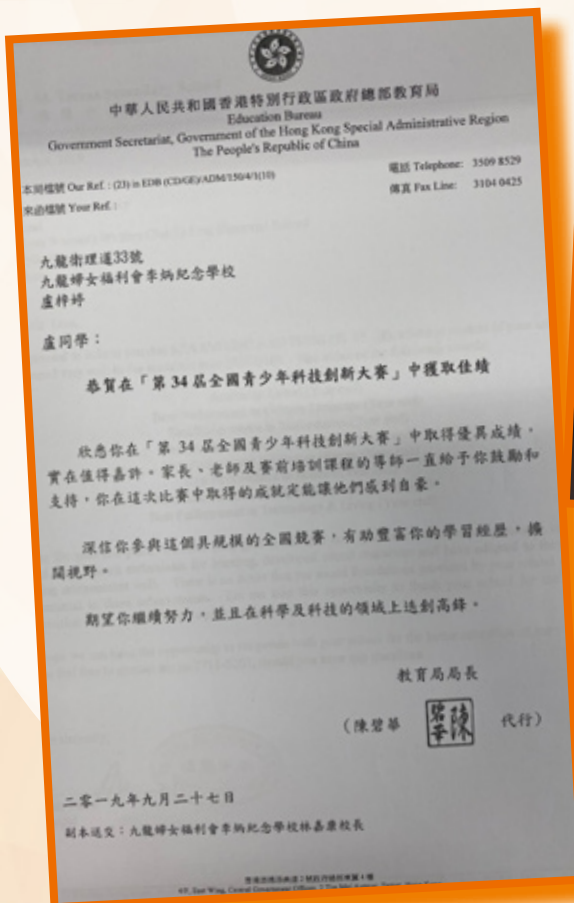 中華人民共和國香港特別行政區政府總部教育局
Education Bureau
Government Secretariat, Government of the Hong Kong Special Administrative Region
The People's Republic of China
本局檔號 Our Ref. : (23) in EDB (CD/GE)/ADM/150/4/1(10)
電話 Telephone: 3509 8529
來函檔號 Your Ref. :
傳真 Fax Line: 3104 0425
九龍衛理道33號
九龍婦女福利會李炳紀念學校
盧梓婷
盧同學：
恭賀在「第 34 屆全國青少年科技創新大賽」中獲取佳績
欣悉你在「第 34 屆全國青少年科技創新大賽」中取得優異成績，
實在值得嘉許。家長、老師及賽前培訓課程的導師一直給予你鼓勵和
支持，你在這次比賽中取得的成就定能讓他們感到自豪。
深信你參與這個具規模的全國競賽，有助豐富你的學習經歷，擴
闊視野。
期望你繼續努力，並且在科學及科技的領域上迭創高鋒。
教育局局長
(陳碧華 代行)
二零一九年九月二十七日
副本送交：九龍婦女福利會李炳紀念學校林嘉康校長